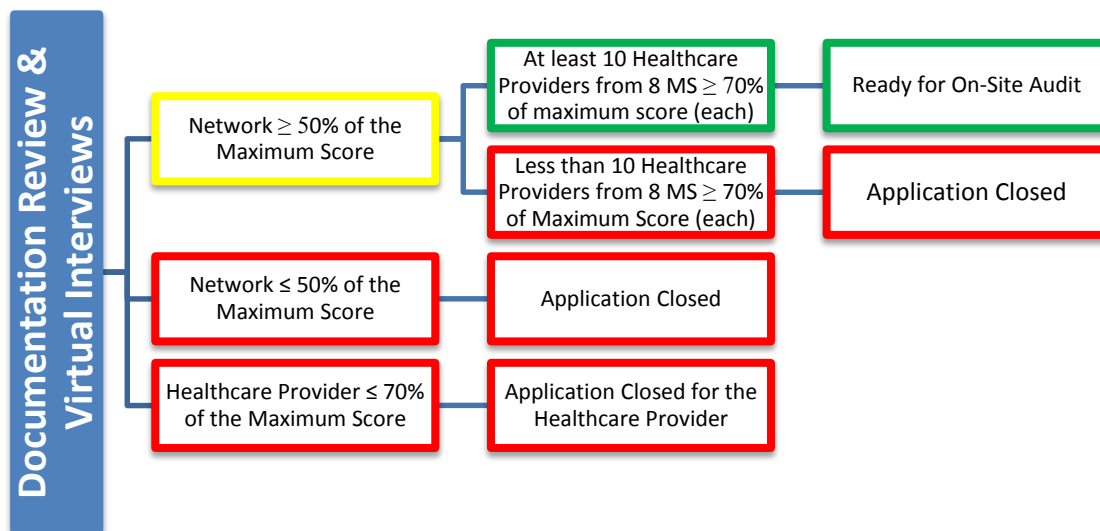 Documentation Review &
Virtual Interviews
Network ≥ 50% of the
Maximum Score
At least 10 Healthcare
Providers from 8 MS ≥ 70%
of maximum score (each)
Ready for On-Site Audit
Less than 10 Healthcare
Providers from 8 MS ≥ 70%
of Maximum Score (each)
Application Closed
Network ≤ 50% of the
Maximum Score
Application Closed
Healthcare Provider ≤ 70%
of the Maximum Score
Application Closed for the
Healthcare Provider